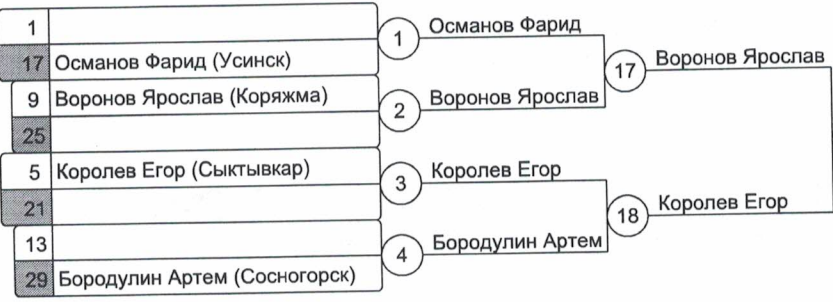 1
17 Османов Фарид (Усинск)
1
Османов Фарид
9 Воронов Ярослав (Коряжма)
25
2
Воронов Ярослав
17
Воронов Ярослав
5 Королев Егор (Сыктывкар)
21
3
Королев Егор
13
29 Бородулин Артем (Сосногорск)
4
Бородулин Артем
18
Королев Егор